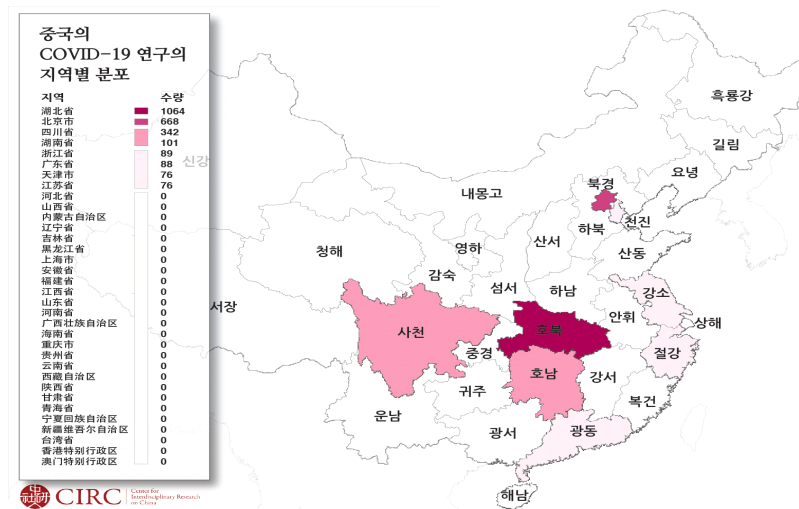 중국의
COVID-19 연구의
지역별 분포
지역 수량
湖北省 1064
北京市 668
四川省 342
湖南省 101
浙江省 89
广东省 88
天津市 76
江苏省 76
河北省 0
山西省 0
内蒙古自治区 0
辽宁省 0
吉林省 0
黑龙江省 0
上海市 0
安徽省 0
福建省 0
江西省 0
山东省 0
河南省 0
广西壮族自治区 0
海南省 0
重庆市 0
贵州省 0
云南省 0
西藏自治区 0
陕西省 0
甘肃省 0
青海省 0
宁夏回族自治区 0
新疆维吾尔自治区 0
台湾省 0
香港特别行政区 0
澳门特别行政区 0
CIRC
Center for
Interdisciplinary Research
on China
흑룡강
길림
요녕
신강
북경
내몽고
천진
하북
산서
영하
청해
산동
감숙
섬서
하남
강소
서장
안휘
상해
사천
호북
중경
절강
호남
강서
귀주
복건
운남
광서
광동
해남